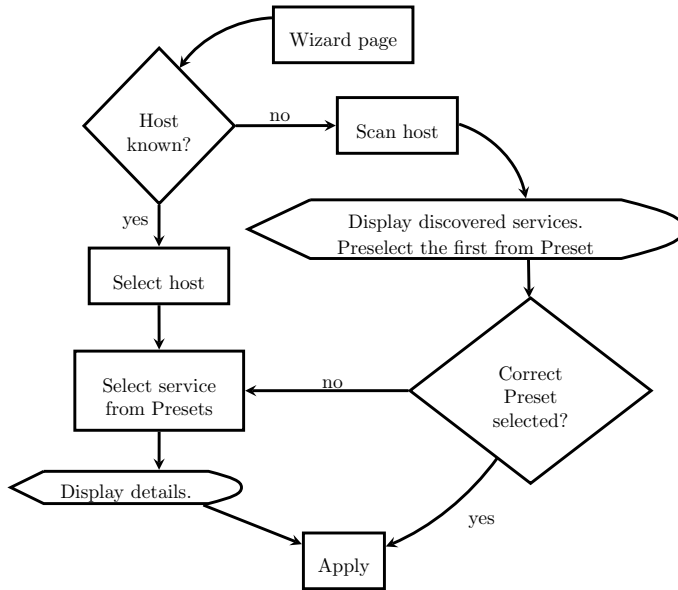 Wizard page
Host
known?
no
Scan host
yes
Display discovered services.
Preselect the first from Preset
Select host
Select service
from Presets
no
Correct
Preset
selected?
Display details.
yes
Apply